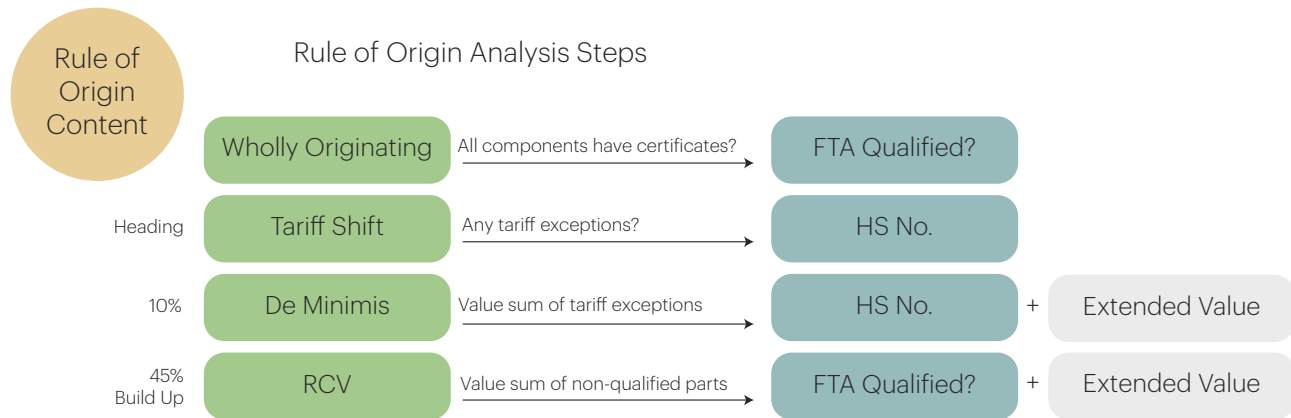 Rule of
Origin
Content
Rule of Origin Analysis Steps
Wholly Originating
All components have certificates?
FTA Qualified?
Heading
Tariff Shift
Any tariff exceptions?
HS No.
10%
De Minimis
Value sum of tariff exceptions
HS No.
+
Extended Value
45%
Build Up
RCV
Value sum of non-qualified parts
FTA Qualified?
+
Extended Value